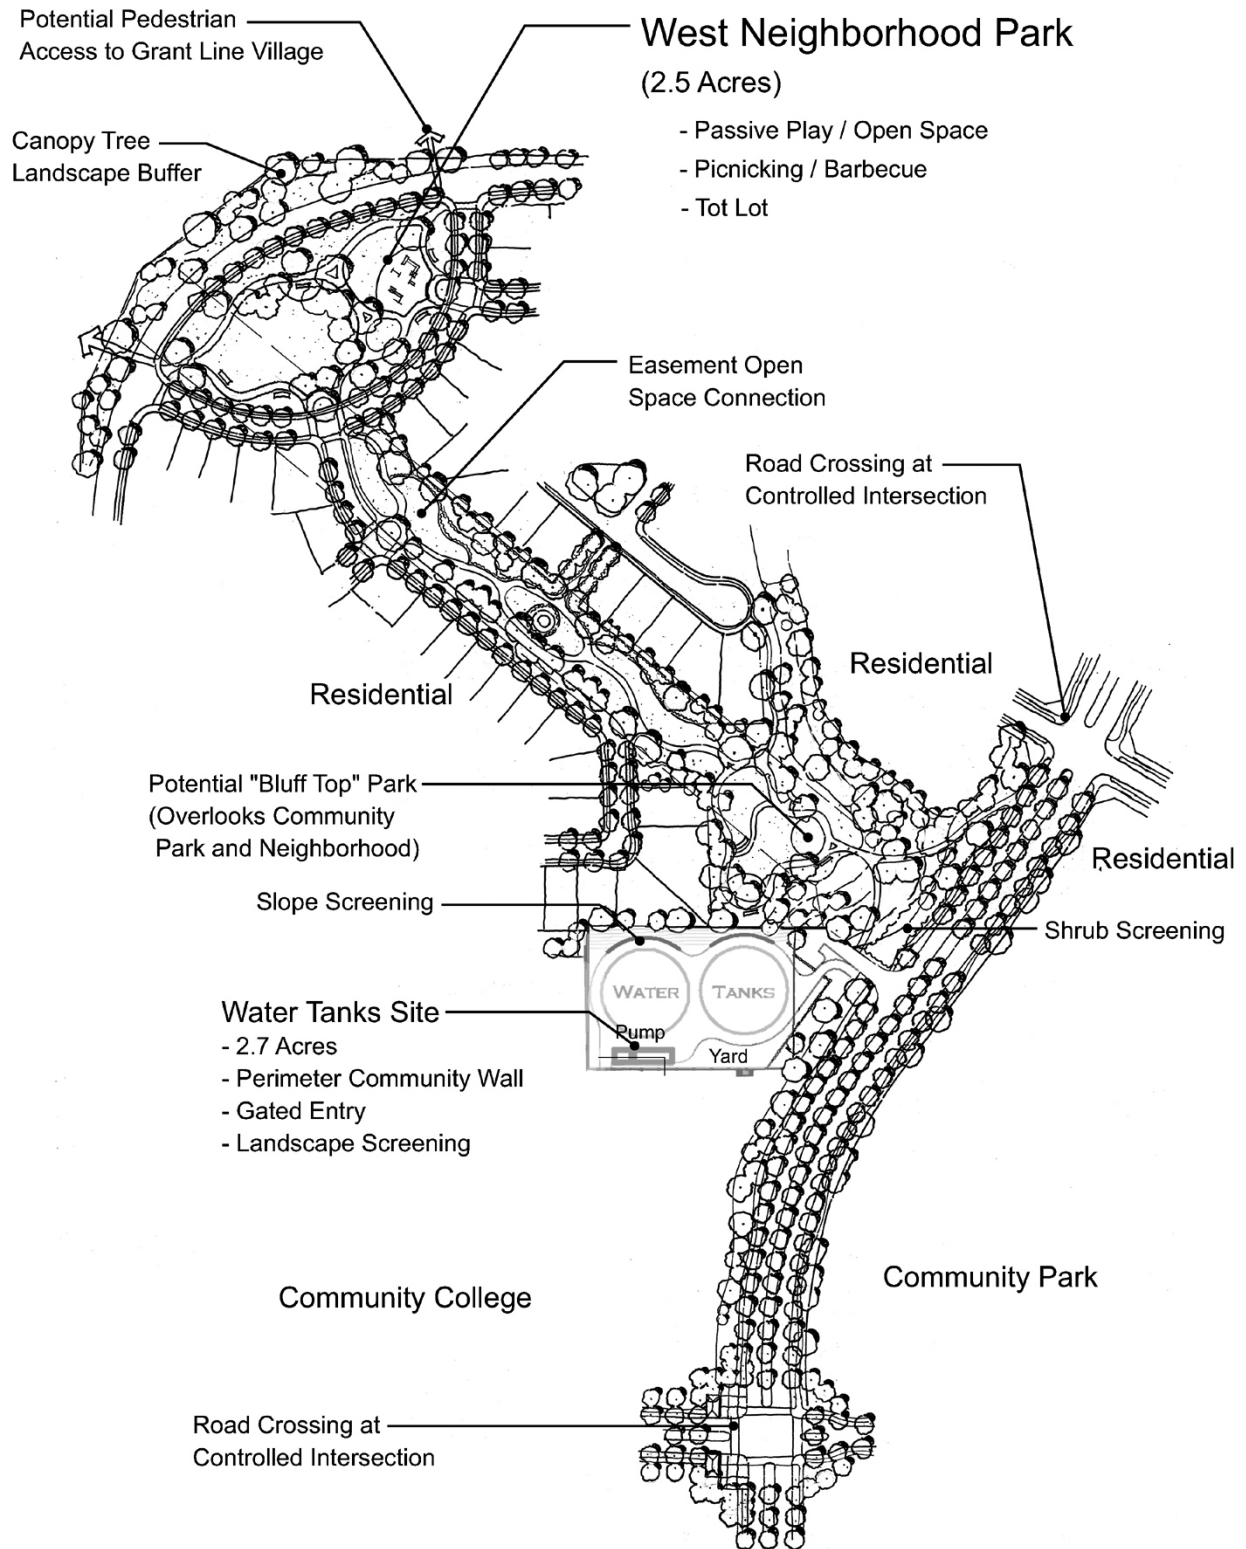 Potential Pedestrian
Access to Grant Line Village
West Neighborhood Park
(2.5 Acres)
- Passive Play / Open Space
- Picnicking / Barbecue
- Tot Lot
Canopy Tree
Landscape Buffer
Easement Open
Space Connection
Road Crossing at
Controlled Intersection
Residential
Residential
Potential "Bluff Top" Park
(Overlooks Community
Park and Neighborhood)
Residential
Slope Screening
Shrub Screening
WATER TANKS
Water Tanks Site
- 2.7 Acres
- Perimeter Community Wall
- Gated Entry
- Landscape Screening
Pump
Yard
Community Park
Community College
Road Crossing at
Controlled Intersection